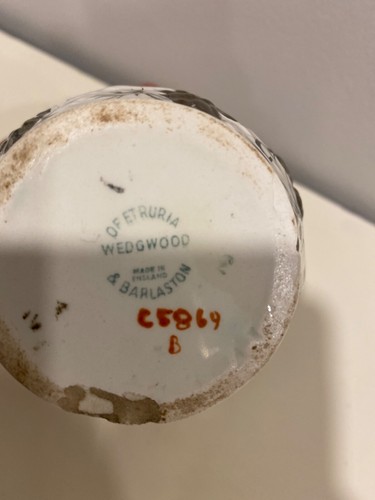 OF ETRURIA
WEDGWOOD
MADE IN
ENGLAND
& BARLASTON
C5869
B